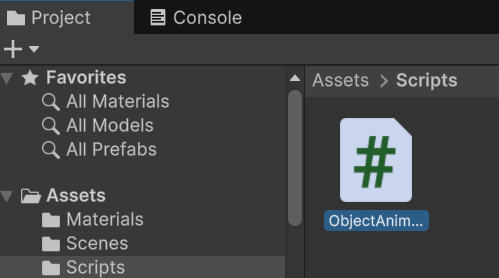 Project
Console
Favorites
All Materials
All Models
All Prefabs
Assets
Materials
Scenes
Scripts
Assets > Scripts
#
ObjectAnim...